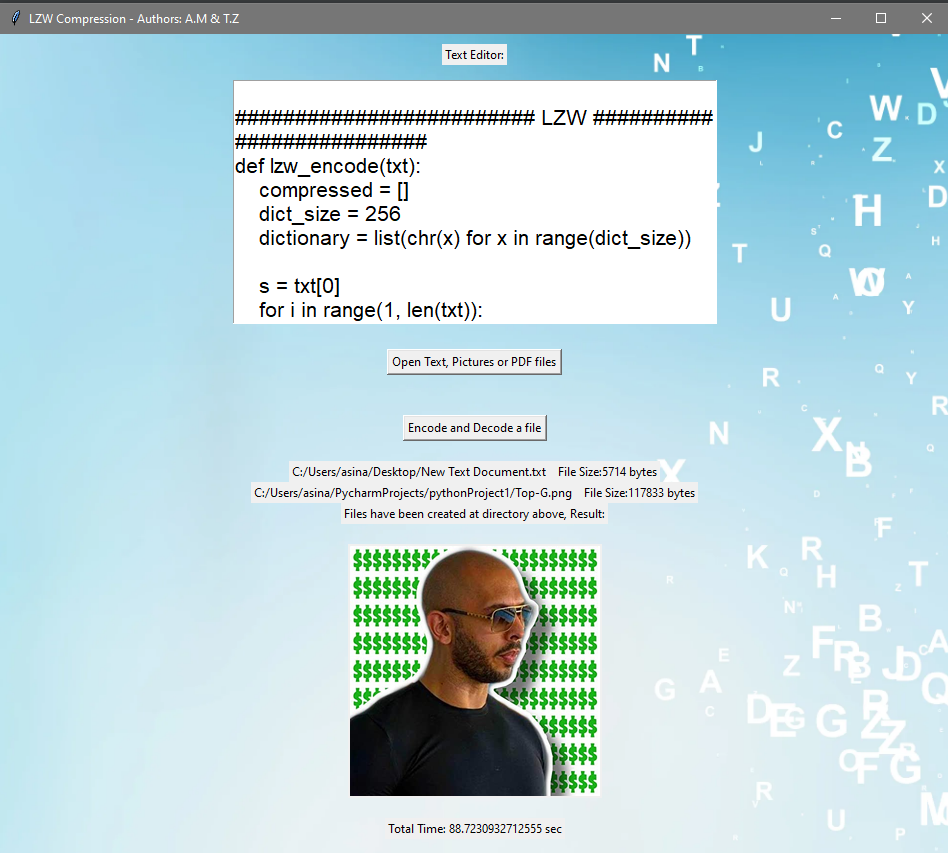 LZW Compression - Authors: A.M & T.Z
Text Editor:
######################### LZW ##########
################
def lzw_encode(txt):
    compressed = []
    dict_size = 256
    dictionary = list(chr(x) for x in range(dict_size))
    s = txt[0]
    for i in range(1, len(txt)):
Open Text, Pictures or PDF files
Encode and Decode a file
C:/Users/asina/Desktop/New Text Document.txt    File Size:5714 bytes
C:/Users/asina/PycharmProjects/pythonProject1/Top-G.png    File Size:117833 bytes
Files have been created at directory above, Result:
Total Time: 88.7230932712555 sec